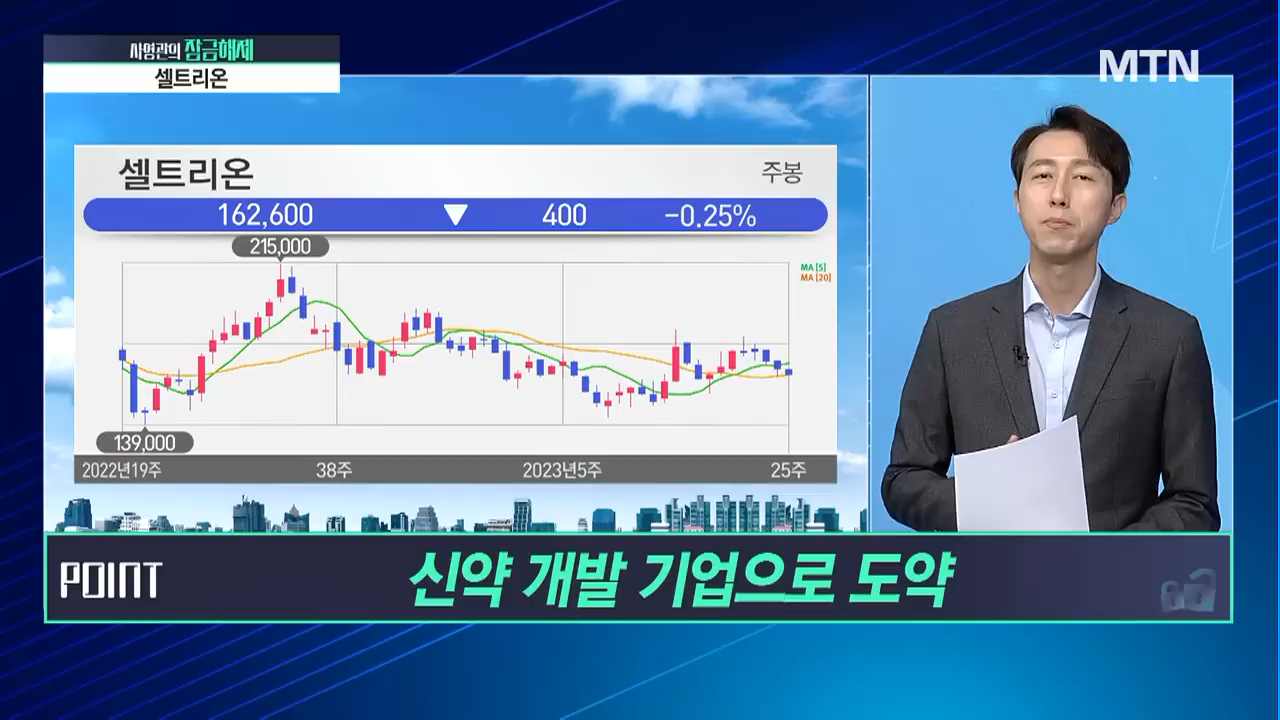 사영관의 잠금해제
셀트리온
MTN
셀트리온
주봉
162,600 ▼ 400 -0.25%
215,000
MA [5]
MA [20]
139,000
2022년19주 38주 2023년5주 25주
POINT
신약 개발 기업으로 도약